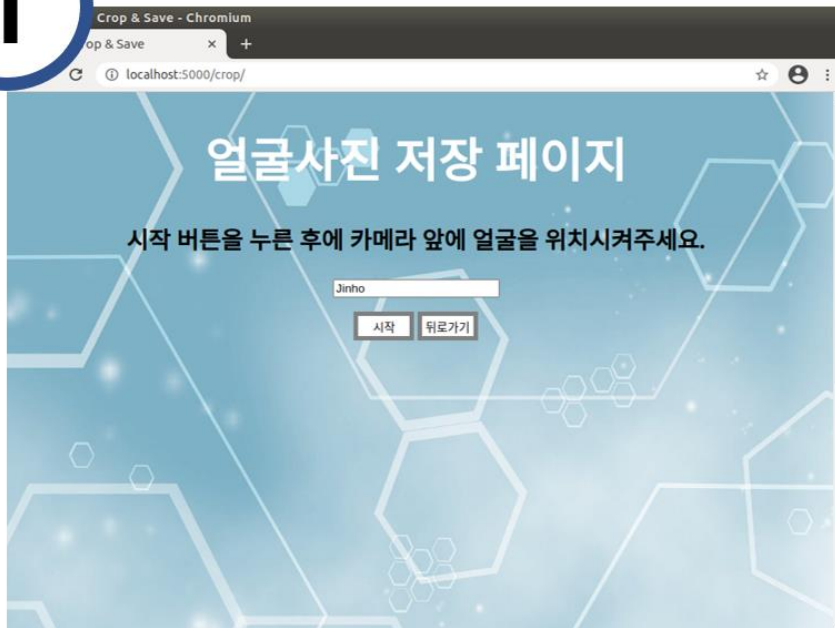 Crop & Save - Chromium
op & Save × +
localhost:5000/crop/
얼굴사진 저장 페이지
시작 버튼을 누른 후에 카메라 앞에 얼굴을 위치시켜주세요.
Jinho
시작 뒤로가기